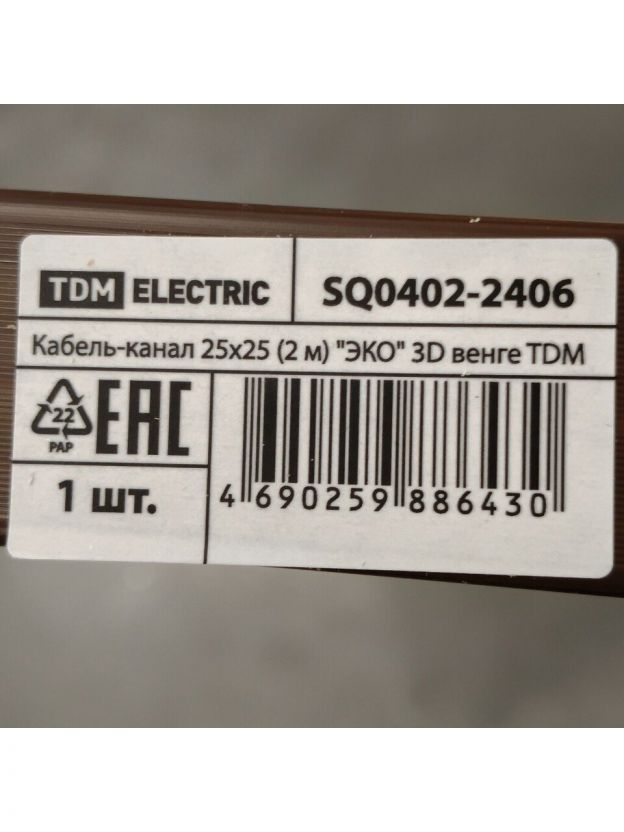 TDM ELECTRIC
SQ0402-2406
Кабель-канал 25x25 (2 м) "ЭКО" 3D венге TDM
22
PAP
EAC
1 шт.
4 690259 886430